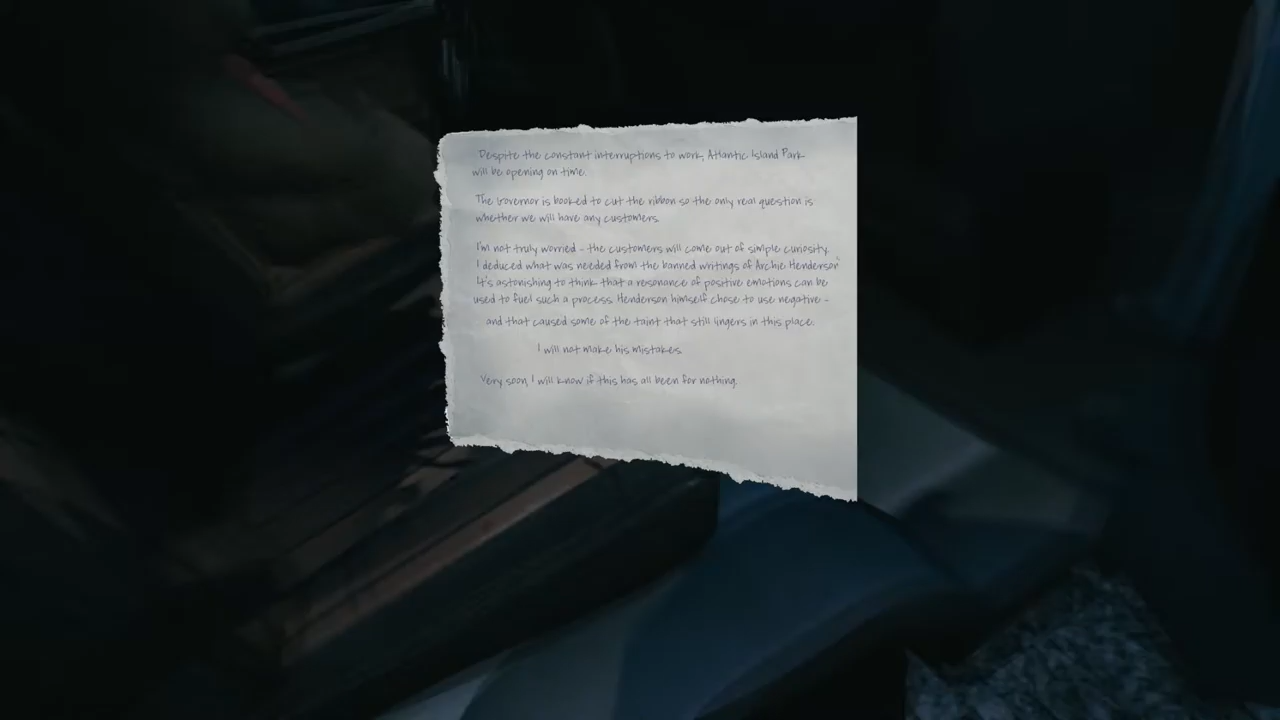 Despite the constant interruptions to work, Atlantic Island Park
will be opening on time.
The Governor is booked to cut the ribbon so the only real question is
whether we will have any customers.
I'm not truly worried - the customers will come out of simple curiosity.
I deduced what was needed from the banned writings of Archie Henderson.
It's astonishing to think that a resonance of positive emotions can be
used to fuel such a process. Henderson himself chose to use negative -
and that caused some of the taint that still lingers in this place.
I will not make his mistakes.
Very soon, I will know if this has all been for nothing.